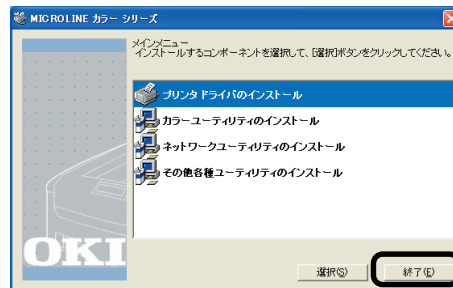 MICROLINE カラー シリーズ
メインメニュー
インストールするコンポーネントを選択して、[選択]ボタンをクリックしてください。
プリンタ ドライバのインストール
カラーユーティリティのインストール
ネットワークユーティリティのインストール
その他各種ユーティリティのインストール
OKI
選択(S) 終了(E)